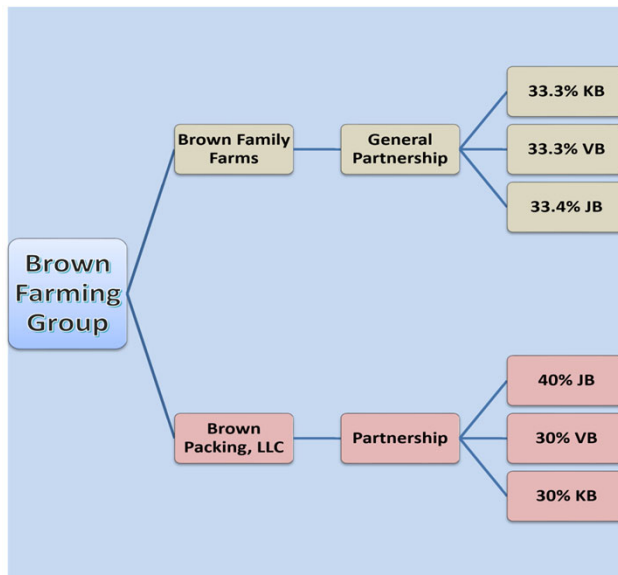 Brown
Farming
Group
Brown Family
Farms
General
Partnership
33.3% KB
33.3% VB
33.4% JB
Brown
Packing, LLC
Partnership
40% JB
30% VB
30% KB